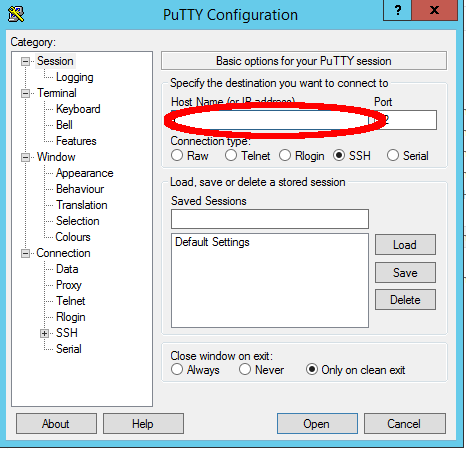 PuTTY Configuration
? x
Category:
Session
Logging
Terminal
Keyboard
Bell
Features
Window
Appearance
Behaviour
Translation
Selection
Colours
Connection
Data
Proxy
Telnet
Rlogin
SSH
Serial
Basic options for your PuTTY session
Specify the destination you want to connect to
Host Name (or IP address) Port
Connection type:
Raw Telnet Rlogin SSH Serial
Load, save or delete a stored session
Saved Sessions
Default Settings
Load
Save
Delete
Close window on exit:
Always Never Only on clean exit
About Help Open Cancel